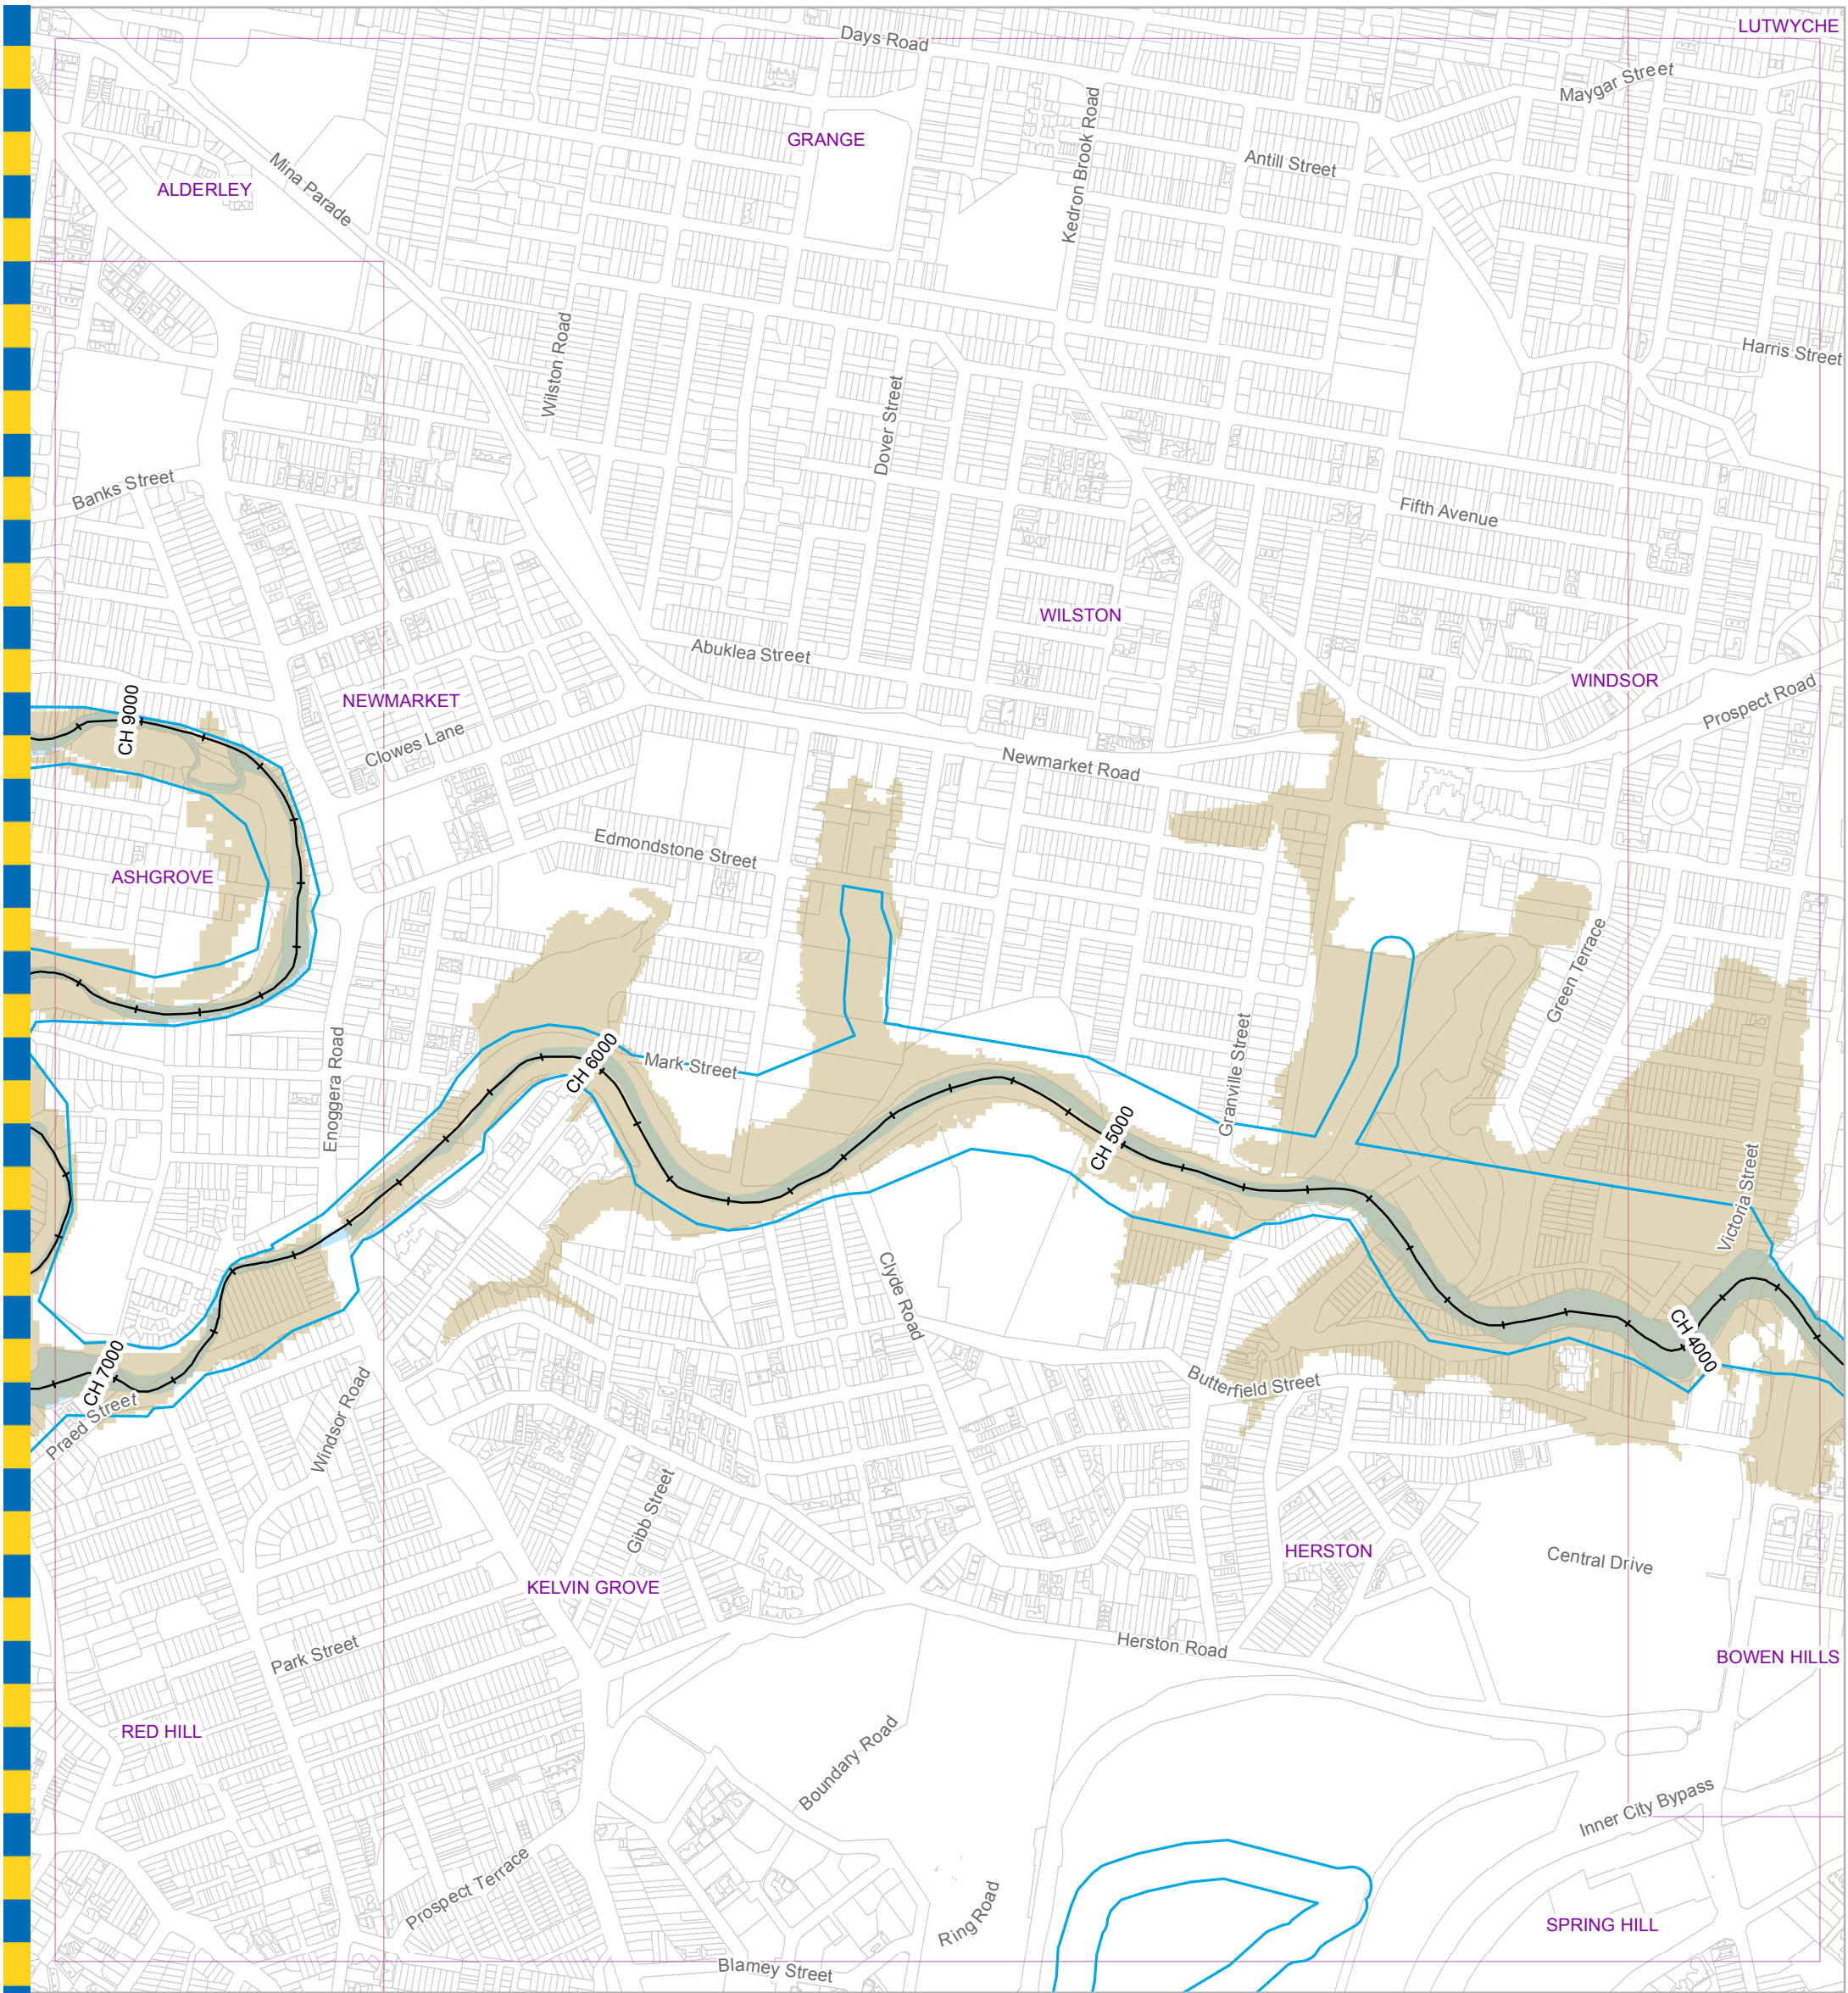 LUTWYCHE
Days Road
Maygar Street
GRANGE
Kedron Brook Road
Antill Street
Mina Parade
ALDERLEY
Wilston Road
Harris Street
Dover Street
Banks Street
Fifth Avenue
WILSTON
Abuklea Street
WINDSOR
NEWMARKET
CH 9000
Prospect Road
Clowes Lane
Newmarket Road
Edmondstone Street
ASHGROVE
Green Terrace
Enoggera Road
CH 6000
Mark Street
Granville Street
CH 5000
Victoria Street
Clyde Road
CH 4000
CH 7000
Praed Street
Butterfield Street
Windsor Road
Gibb Street
HERSTON
Central Drive
KELVIN GROVE
Park Street
Herston Road
BOWEN HILLS
RED HILL
Boundary Road
Inner City Bypass
Prospect Terrace
Ring Road
SPRING HILL
Blamey Street